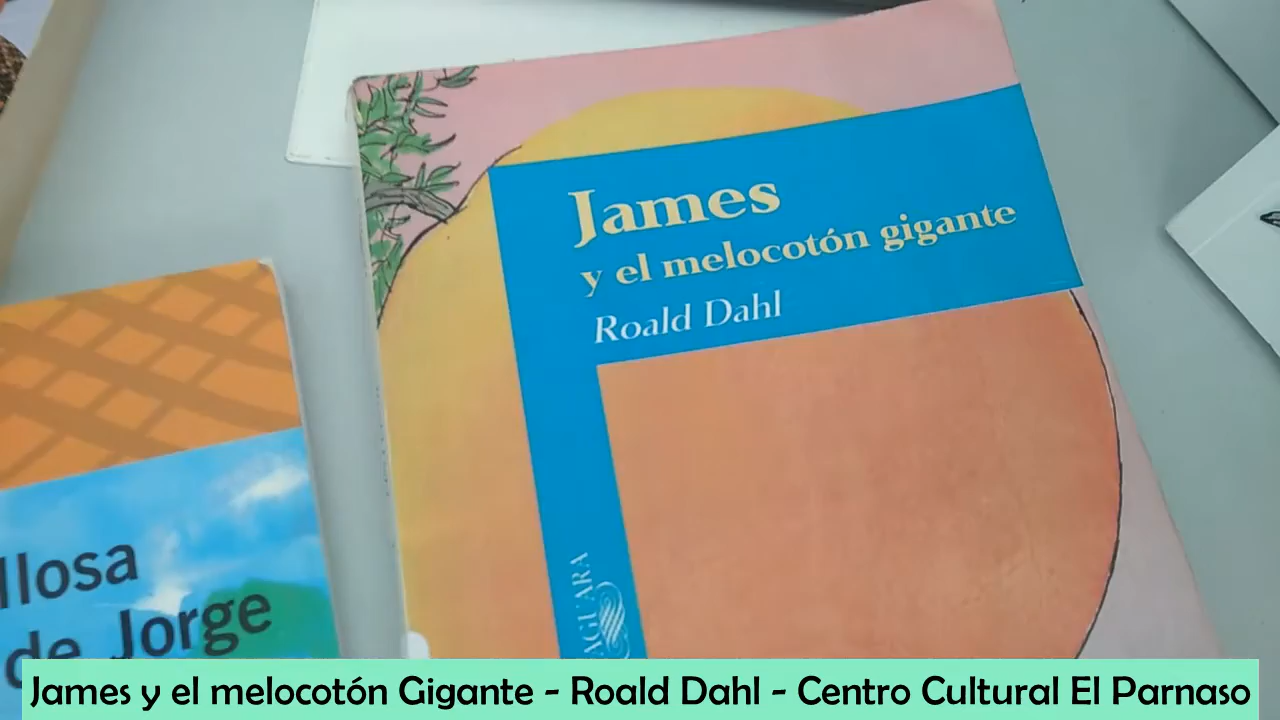 James
y el melocotón gigante
Roald Dahl
AGUARA
llosa
de Jorge
James y el melocotón Gigante - Roald Dahl - Centro Cultural El Parnaso